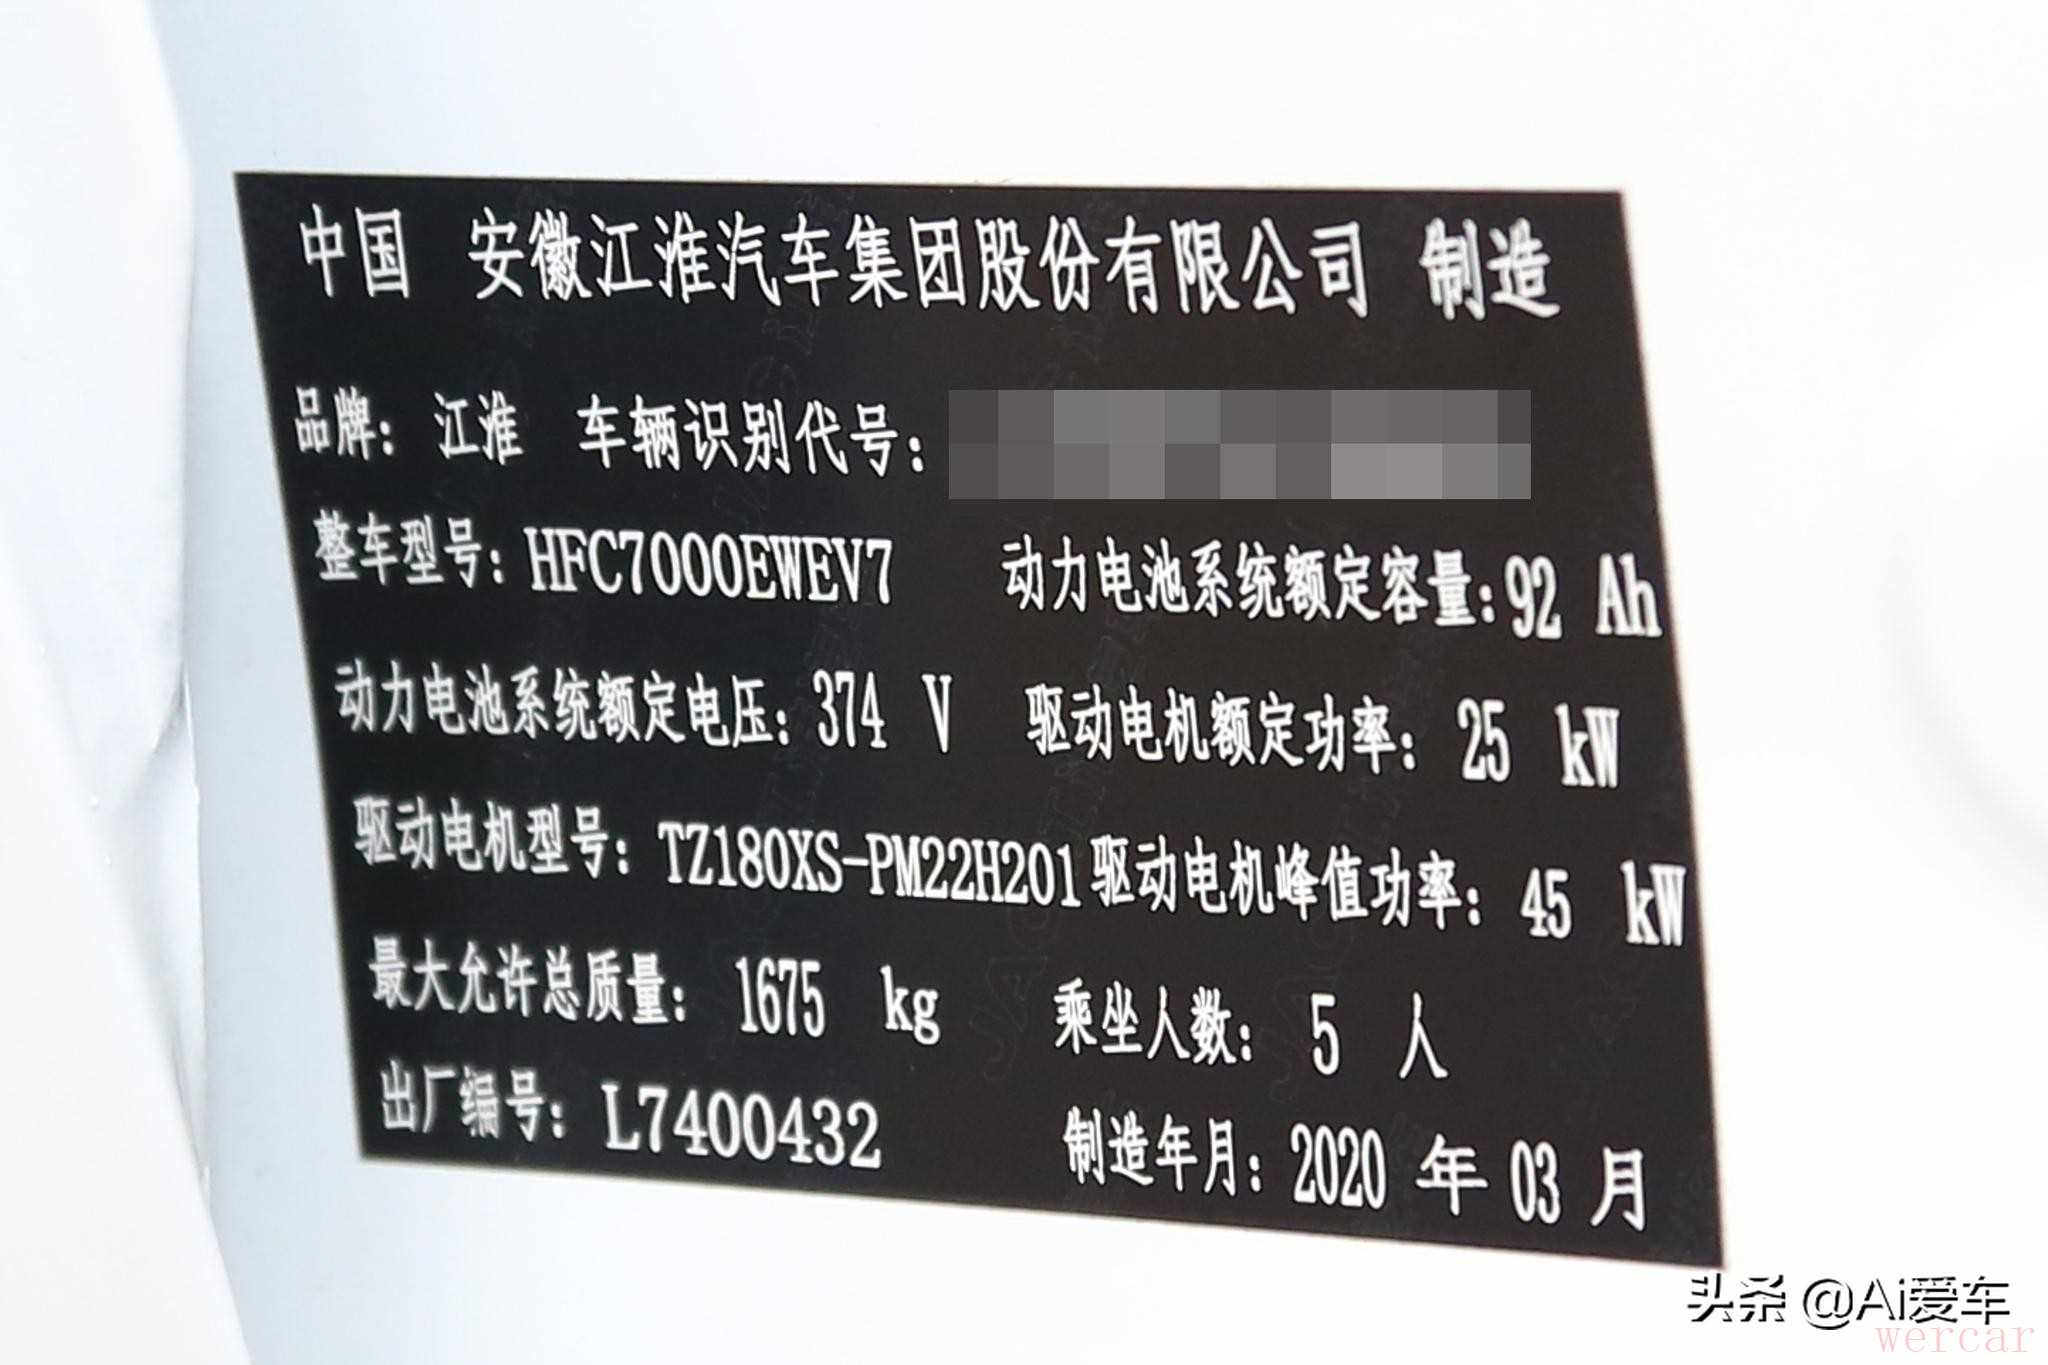 中国 安徽江淮汽车集团股份有限公司 制造
品牌: 江淮 车辆识别代号:
整车型号: HFC7000EWEV7 动力电池系统额定容量: 92 Ah
动力电池系统额定电压: 374 V 驱动电机额定功率: 25 kW
驱动电机型号: TZ180XS-PM22H201 驱动电机峰值功率: 45 kW
最大允许总质量: 1675 kg 乘坐人数: 5 人
出厂编号: L7400432 制造年月: 2020 年 03 月
头条 @Ai爱车
wercar